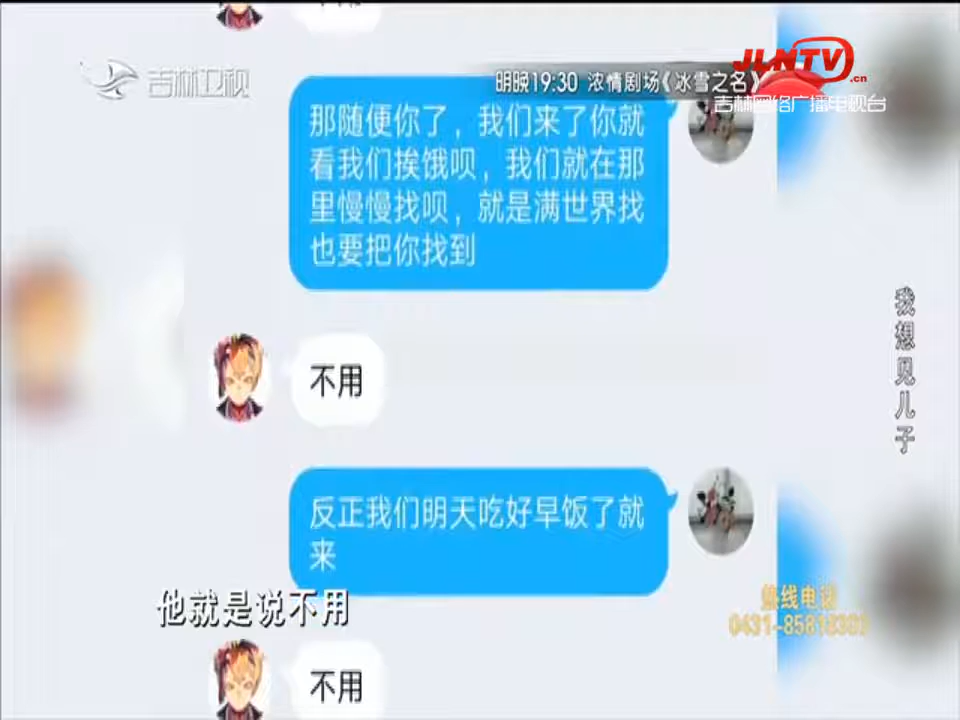 JLNTV.cn
吉林卫视
明晚19:30 浓情剧场《冰雪之名》
吉林网络广播电视台
那随便你了，我们来了你就
看我们挨饿呗，我们就在那
里慢慢找呗，就是满世界找
也要把你找到
不用
我想见儿子
反正我们明天吃好早饭了就
来
他就是说不用
热线电话
不用